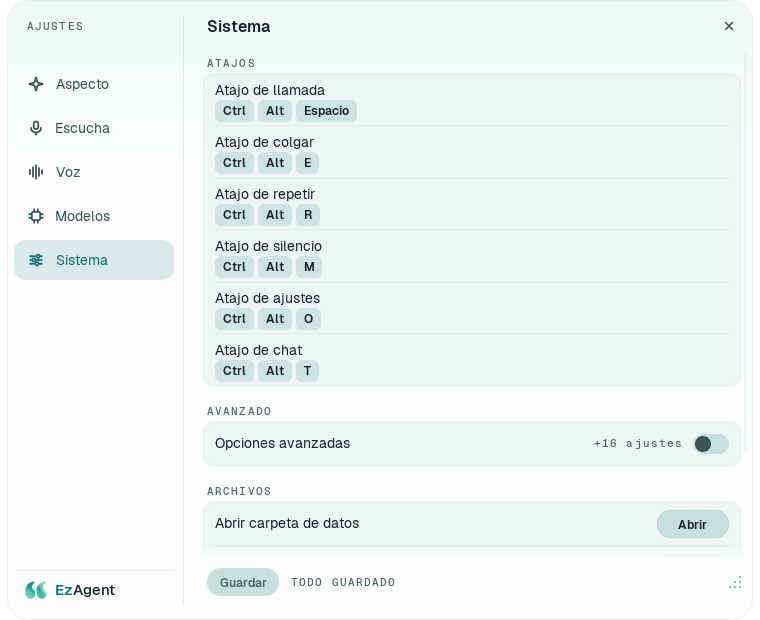 AJUSTES
Aspecto
Escucha
Voz
Modelos
Sistema
EzAgent
Sistema
ATAJOS
Atajo de llamada
Ctrl Alt Espacio
Atajo de colgar
Ctrl Alt E
Atajo de repetir
Ctrl Alt R
Atajo de silencio
Ctrl Alt M
Atajo de ajustes
Ctrl Alt O
Atajo de chat
Ctrl Alt T
AVANZADO
Opciones avanzadas +16 ajustes
ARCHIVOS
Abrir carpeta de datos Abrir
Guardar TODO GUARDADO